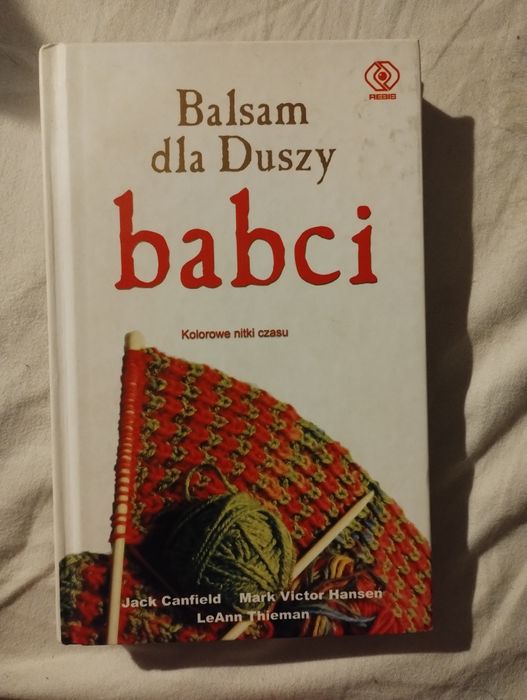 REBIS
Balsam
dla Duszy
babci
Kolorowe nitki czasu
Jack Canfield Mark Victor Hansen
LeAnn Thieman